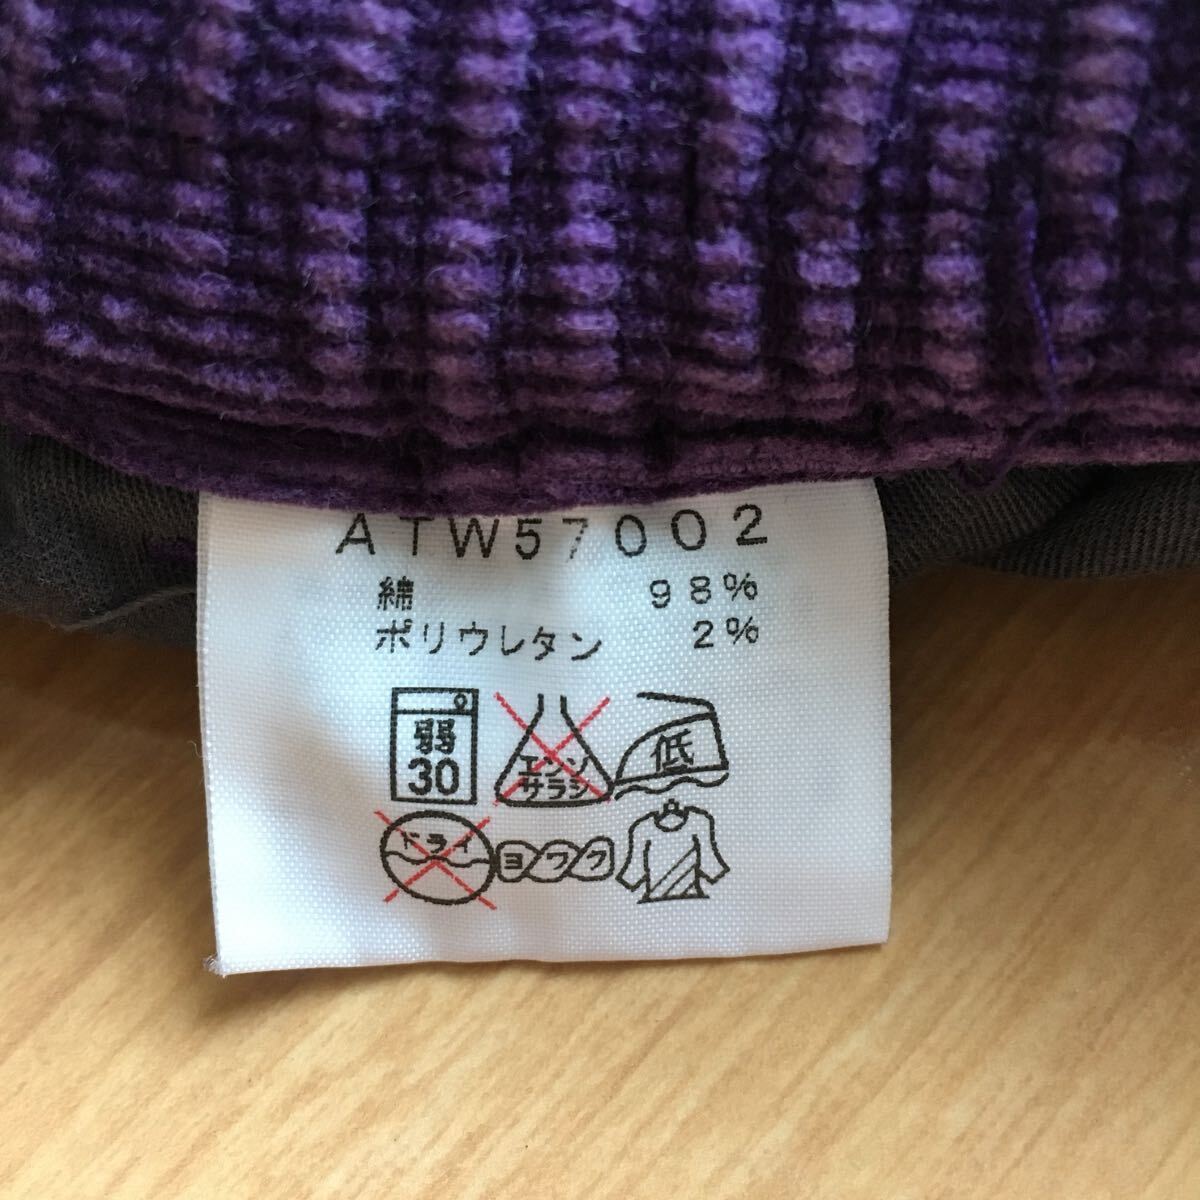 ATW57002
綿 98%
ポリウレタン 2%
弱
30
エンソ
サラシ
低
ドライ
ヨワク